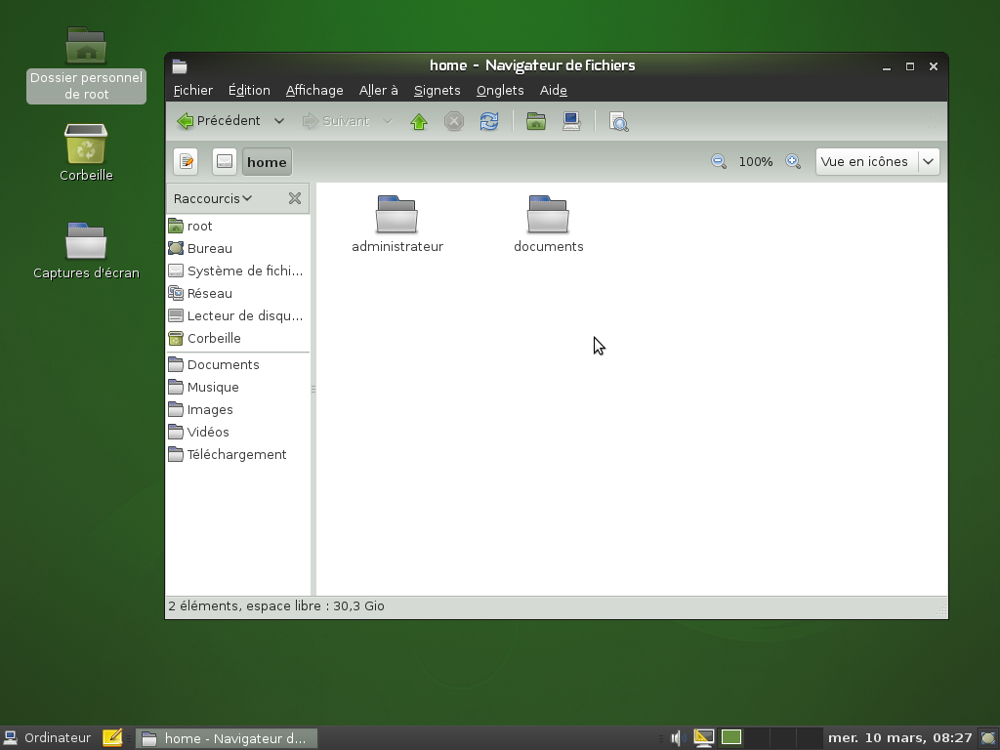 Dossier personnel
de root
Corbeille
Captures d'écran
home - Navigateur de fichiers
Fichier Édition Affichage Aller à Signets Onglets Aide
Précédent Suivant
home 100% Vue en icônes
Raccourcis
root
Bureau
Système de fichi...
Réseau
Lecteur de disqu...
Corbeille
Documents
Musique
Images
Vidéos
Téléchargement
administrateur documents
2 éléments, espace libre : 30,3 Gio
Ordinateur home - Navigateur d... mer. 10 mars, 08:27